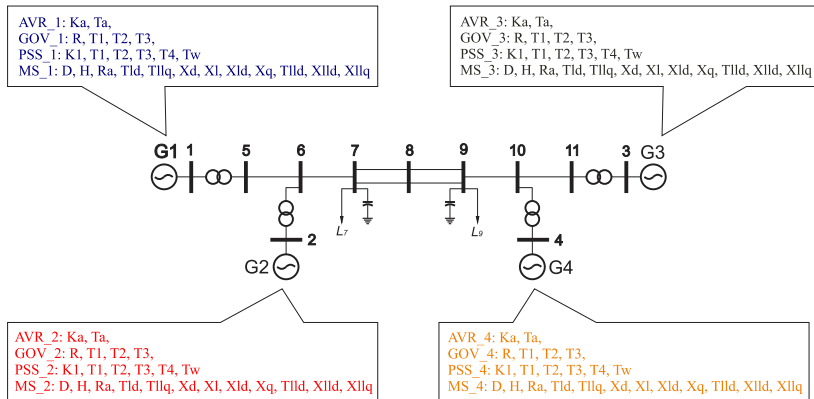 AVR_1: Ka, Ta,
GOV_1: R, T1, T2, T3,
PSS_1: K1, T1, T2, T3, T4, Tw
MS_1: D, H, Ra, Tld, Tllq, Xd, Xl, Xld, Xq, Tlld, Xlld, Xllq
AVR_3: Ka, Ta,
GOV_3: R, T1, T2, T3,
PSS_3: K1, T1, T2, T3, T4, Tw
MS_3: D, H, Ra, Tld, Tllq, Xd, Xl, Xld, Xq, Tlld, Xlld, Xllq
G1 1 5 6 7 8 9 10 11 3 G3
L7 L9
2 4
G2 G4
AVR_2: Ka, Ta,
GOV_2: R, T1, T2, T3,
PSS_2: K1, T1, T2, T3, T4, Tw
MS_2: D, H, Ra, Tld, Tllq, Xd, Xl, Xld, Xq, Tlld, Xlld, Xllq
AVR_4: Ka, Ta,
GOV_4: R, T1, T2, T3,
PSS_4: K1, T1, T2, T3, T4, Tw
MS_4: D, H, Ra, Tld, Tllq, Xd, Xl, Xld, Xq, Tlld, Xlld, Xllq